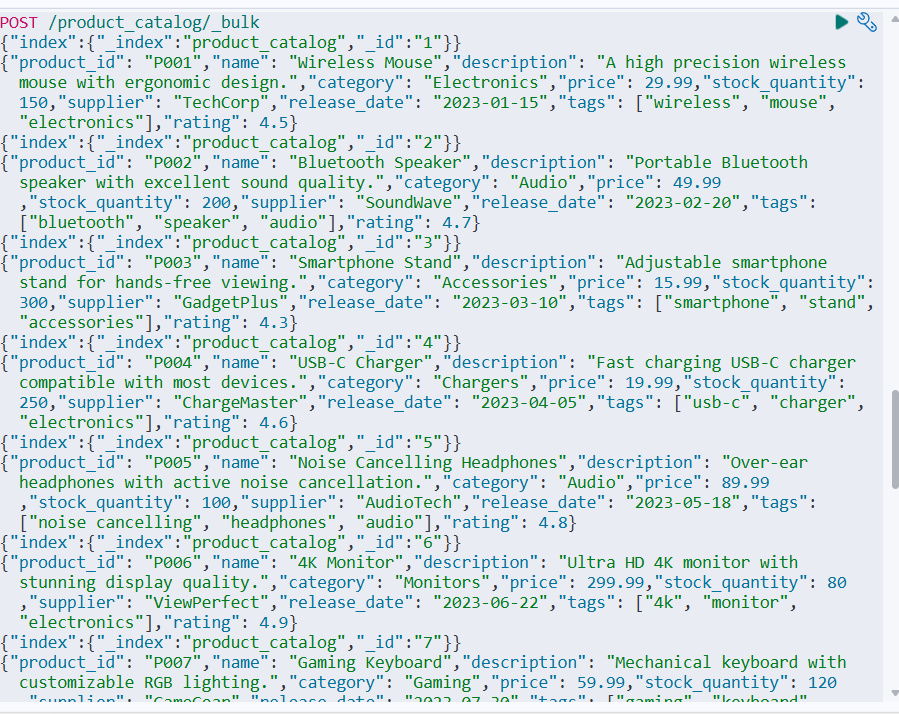 POST /product_catalog/_bulk
{"index":{"_index":"product_catalog","_id":"1"}}
{"product_id": "P001","name": "Wireless Mouse","description": "A high precision wireless
mouse with ergonomic design.","category": "Electronics","price": 29.99,"stock_quantity":
150,"supplier": "TechCorp","release_date": "2023-01-15","tags": ["wireless", "mouse",
"electronics"],"rating": 4.5}
{"index":{"_index":"product_catalog","_id":"2"}}
{"product_id": "P002","name": "Bluetooth Speaker","description": "Portable Bluetooth
speaker with excellent sound quality.","category": "Audio","price": 49.99
,"stock_quantity": 200,"supplier": "SoundWave","release_date": "2023-02-20","tags":
["bluetooth", "speaker", "audio"],"rating": 4.7}
{"index":{"_index":"product_catalog","_id":"3"}}
{"product_id": "P003","name": "Smartphone Stand","description": "Adjustable smartphone
stand for hands-free viewing.","category": "Accessories","price": 15.99,"stock_quantity":
300,"supplier": "GadgetPlus","release_date": "2023-03-10","tags": ["smartphone", "stand",
"accessories"],"rating": 4.3}
{"index":{"_index":"product_catalog","_id":"4"}}
{"product_id": "P004","name": "USB-C Charger","description": "Fast charging USB-C charger
compatible with most devices.","category": "Chargers","price": 19.99,"stock_quantity":
250,"supplier": "ChargeMaster","release_date": "2023-04-05","tags": ["usb-c", "charger",
"electronics"],"rating": 4.6}
{"index":{"_index":"product_catalog","_id":"5"}}
{"product_id": "P005","name": "Noise Cancelling Headphones","description": "Over-ear
headphones with active noise cancellation.","category": "Audio","price": 89.99
,"stock_quantity": 100,"supplier": "AudioTech","release_date": "2023-05-18","tags":
["noise cancelling", "headphones", "audio"],"rating": 4.8}
{"index":{"_index":"product_catalog","_id":"6"}}
{"product_id": "P006","name": "4K Monitor","description": "Ultra HD 4K monitor with
stunning display quality.","category": "Monitors","price": 299.99,"stock_quantity": 80
,"supplier": "ViewPerfect","release_date": "2023-06-22","tags": ["4k", "monitor",
"electronics"],"rating": 4.9}
{"index":{"_index":"product_catalog","_id":"7"}}
{"product_id": "P007","name": "Gaming Keyboard","description": "Mechanical keyboard with
customizable RGB lighting.","category": "Gaming","price": 59.99,"stock_quantity": 120